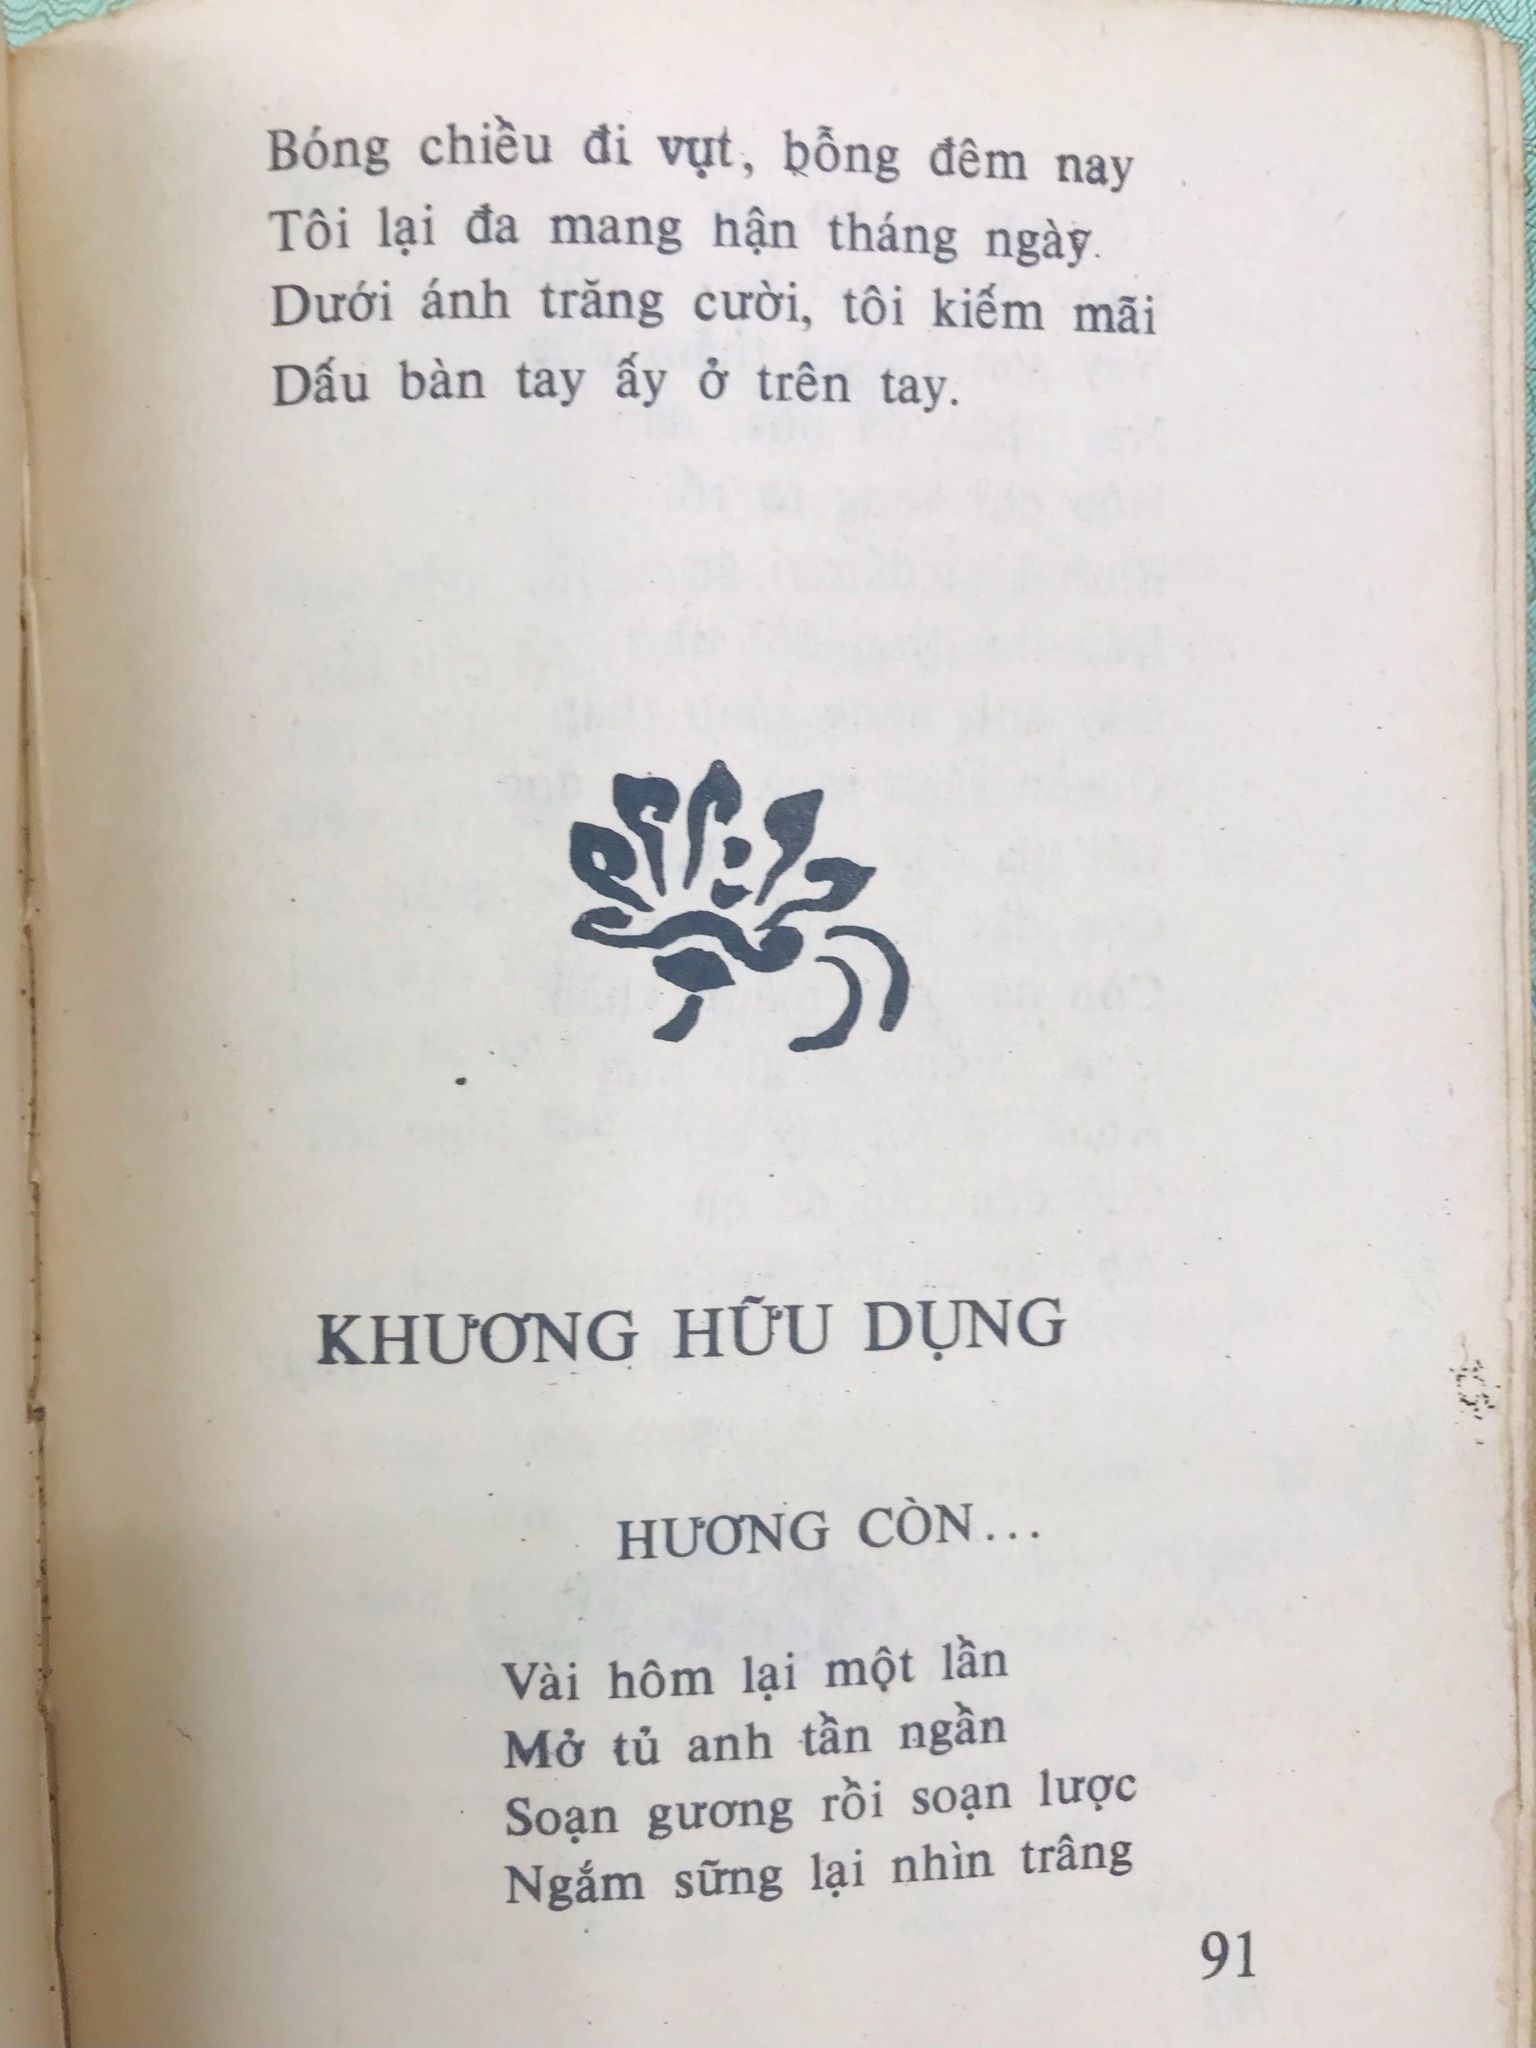 Bóng chiều đi vụt, bỗng đêm nay
Tôi lại đa mang hận tháng ngày.
Dưới ánh trăng cười, tôi kiếm mãi
Dấu bàn tay ấy ở trên tay.
KHƯƠNG HỮU DỤNG
HƯƠNG CÒN...
Vài hôm lại một lần
Mở tủ anh tần ngần
Soạn gương rồi soạn lược
Ngắm sững lại nhìn trâng
91